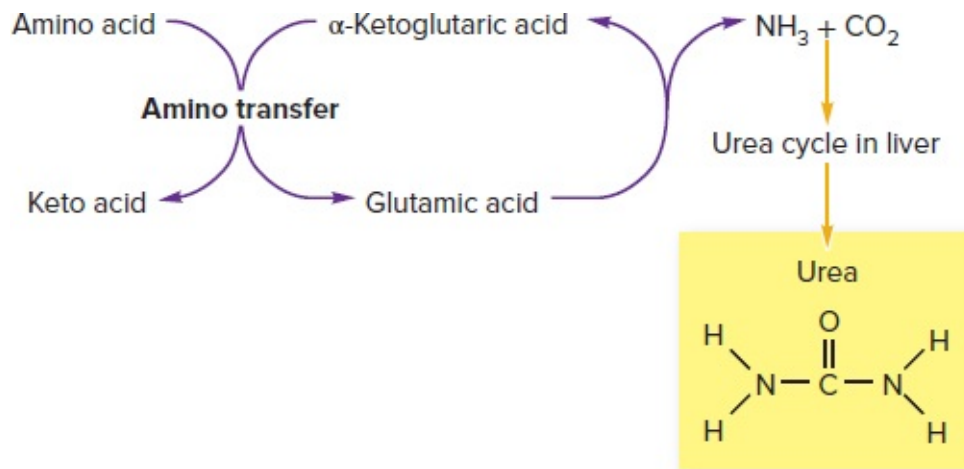 Amino acid
α-Ketoglutaric acid
NH₃ + CO₂
Amino transfer
Urea cycle in liver
Keto acid
Glutamic acid
Urea
O
H
H
N
C
N
H
H